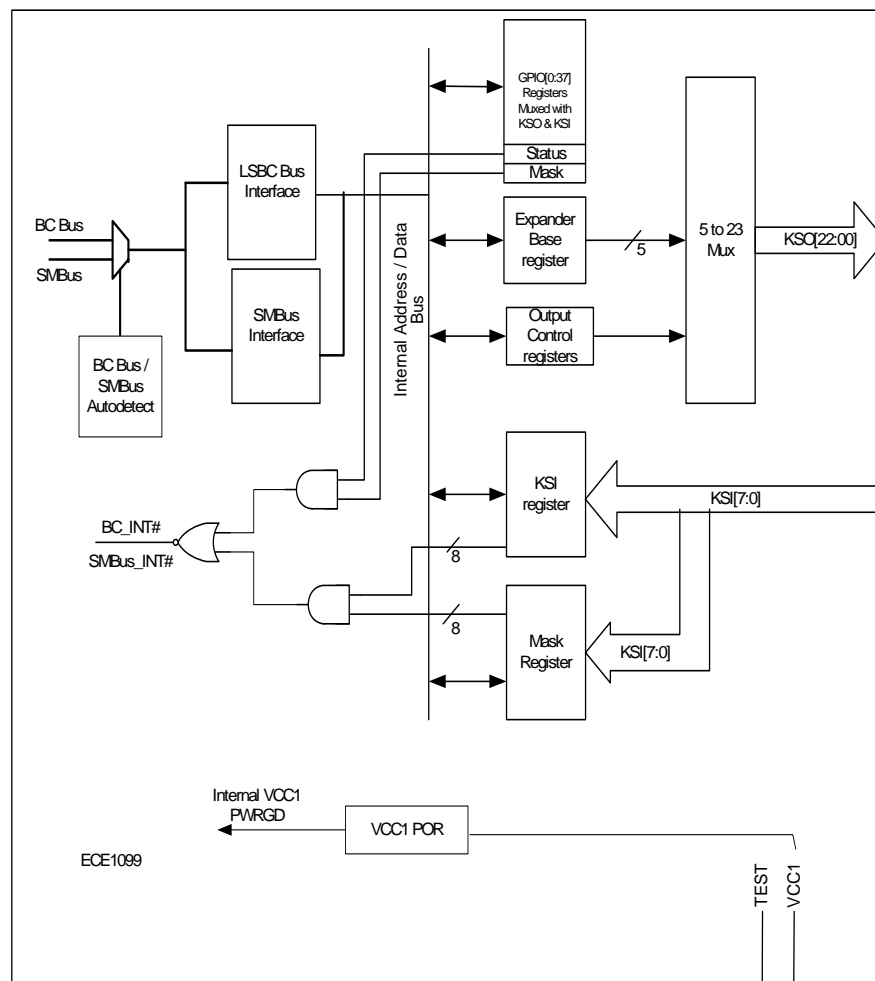 GPIO[0:37]
Registers
Muxed with
KSO & KSI
Status
Mask
LSBC Bus
Interface
BC Bus
SMBus
Expander
Base
register
5
5 to 23
Mux
KSO[22:00]
SMBus
Interface
Internal Address / Data
Bus
Output
Control
registers
BC Bus /
SMBus
Autodetect
KSI
register
KSI[7:0]
BC_INT#
SMBus_INT#
8
8
Mask
Register
KSI[7:0]
Internal VCC1
PWRGD
VCC1 POR
ECE1099
TEST
VCC1